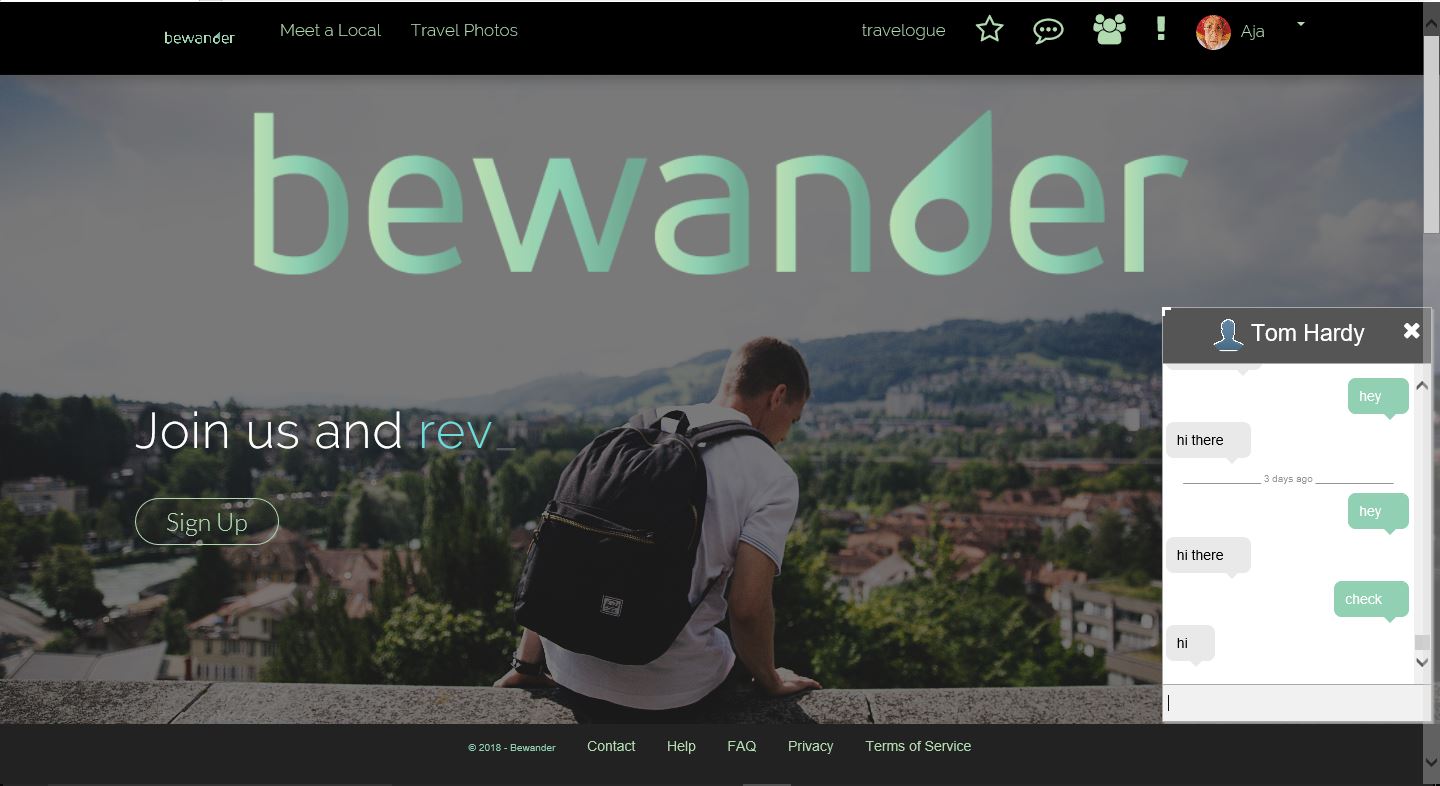 bewander
Meet a Local
Travel Photos
travelogue
Aja
bewander
Join us and rev_
Sign Up
Tom Hardy
hey
hi there
3 days ago
hey
hi there
check
hi
© 2018 - Bewander
Contact
Help
FAQ
Privacy
Terms of Service